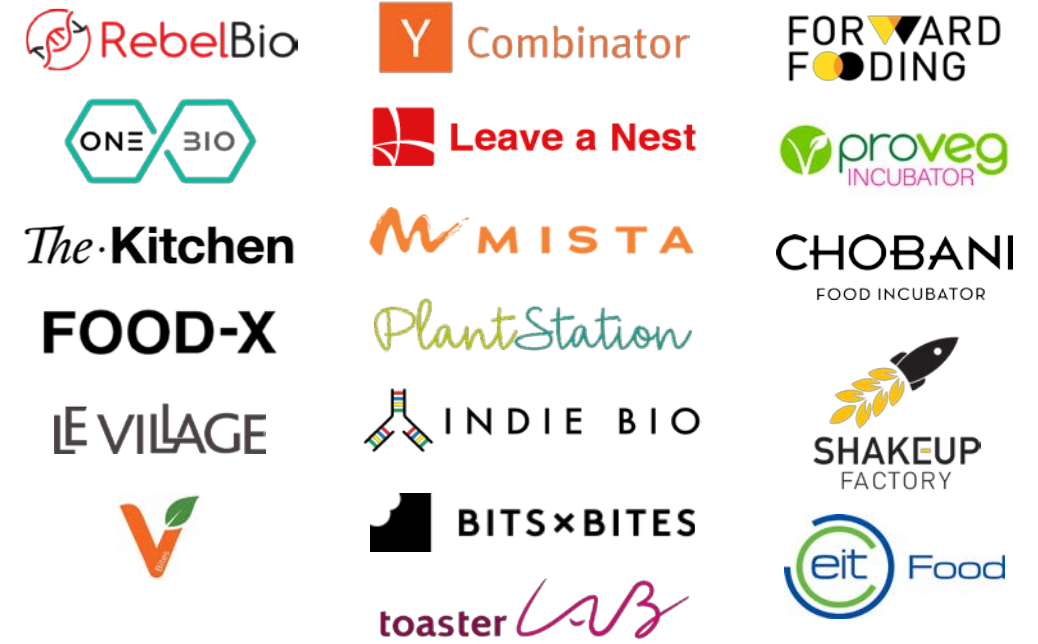 RebelBio
ONE BIO
The·Kitchen
FOOD-X
LE VILLAGE
V
Bites
Y Combinator
Leave a Nest
MISTA
PlantStation
INDIE BIO
BITS×BITES
toaster LAB
FORWARD
FOODING
proveg
INCUBATOR
CHOBANI
FOOD INCUBATOR
SHAKEUP
FACTORY
eit Food